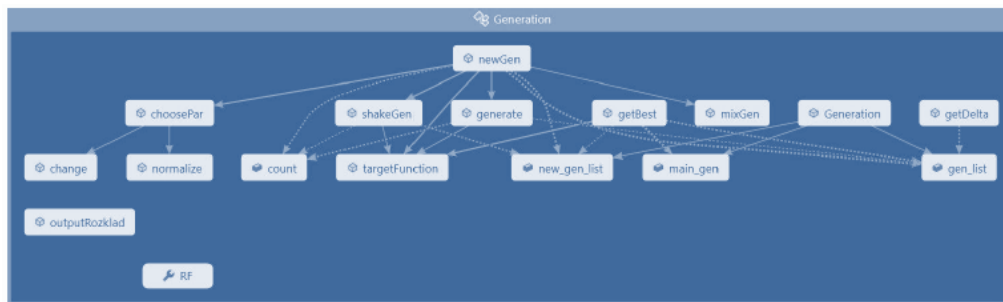 Generation
newGen
choosePar
shakeGen
generate
getBest
mixGen
Generation
getDelta
change
normalize
count
targetFunction
new_gen_list
main_gen
gen_list
outputRozklad
RF